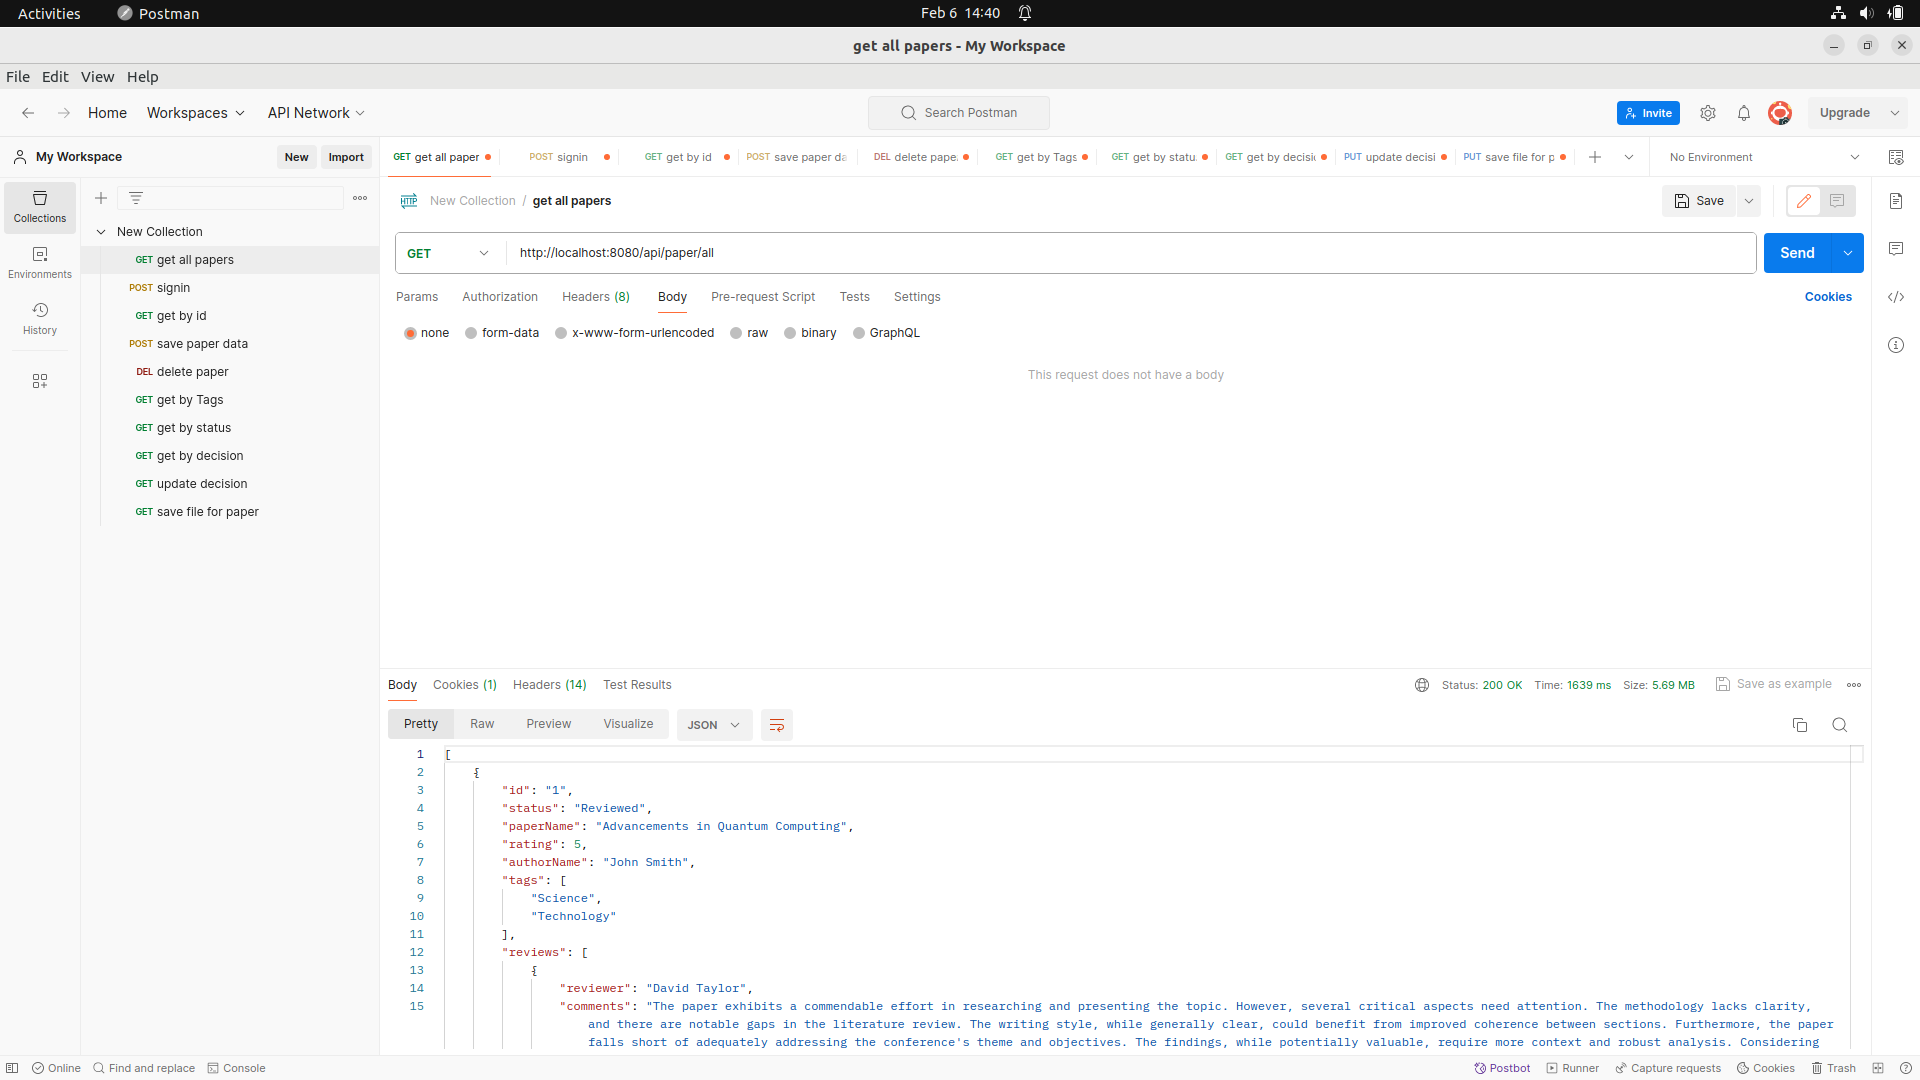 Activities Postman Feb 6 14:40
get all papers - My Workspace
File Edit View Help
Home Workspaces API Network Search Postman Invite Upgrade
My Workspace New Import
GET get all paper POST signin GET get by id POST save paper da DEL delete pape. GET get by Tags GET get by statu. GET get by decisi PUT update decisi PUT save file for p No Environment
Collections
Environments
History
New Collection
GET get all papers
POST signin
GET get by id
POST save paper data
DEL delete paper
GET get by Tags
GET get by status
GET get by decision
GET update decision
GET save file for paper
HTTP New Collection / get all papers Save
GET http://localhost:8080/api/paper/all Send
Params Authorization Headers (8) Body Pre-request Script Tests Settings Cookies
none form-data x-www-form-urlencoded raw binary GraphQL
This request does not have a body
Body Cookies (1) Headers (14) Test Results Status: 200 OK Time: 1639 ms Size: 5.69 MB Save as example
Pretty Raw Preview Visualize JSON
1 [
2 {
3 "id": "1",
4 "status": "Reviewed",
5 "paperName": "Advancements in Quantum Computing",
6 "rating": 5,
7 "authorName": "John Smith",
8 "tags": [
9 "Science",
10 "Technology"
11 ],
12 "reviews": [
13 {
14 "reviewer": "David Taylor",
15 "comments": "The paper exhibits a commendable effort in researching and presenting the topic. However, several critical aspects need attention. The methodology lacks clarity,
and there are notable gaps in the literature review. The writing style, while generally clear, could benefit from improved coherence between sections. Furthermore, the paper
falls short of adequately addressing the conference's theme and objectives. The findings, while potentially valuable, require more context and robust analysis. Considering
Online Find and replace Console Postbot Runner Capture requests Cookies Trash